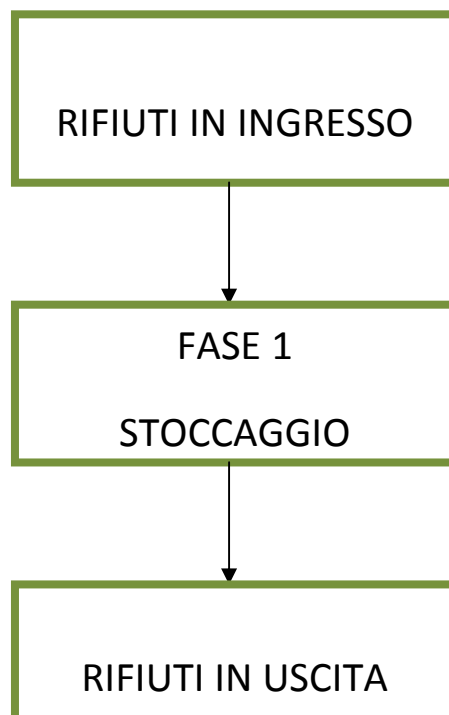 RIFIUTI IN INGRESSO
FASE 1
STOCCAGGIO
RIFIUTI IN USCITA